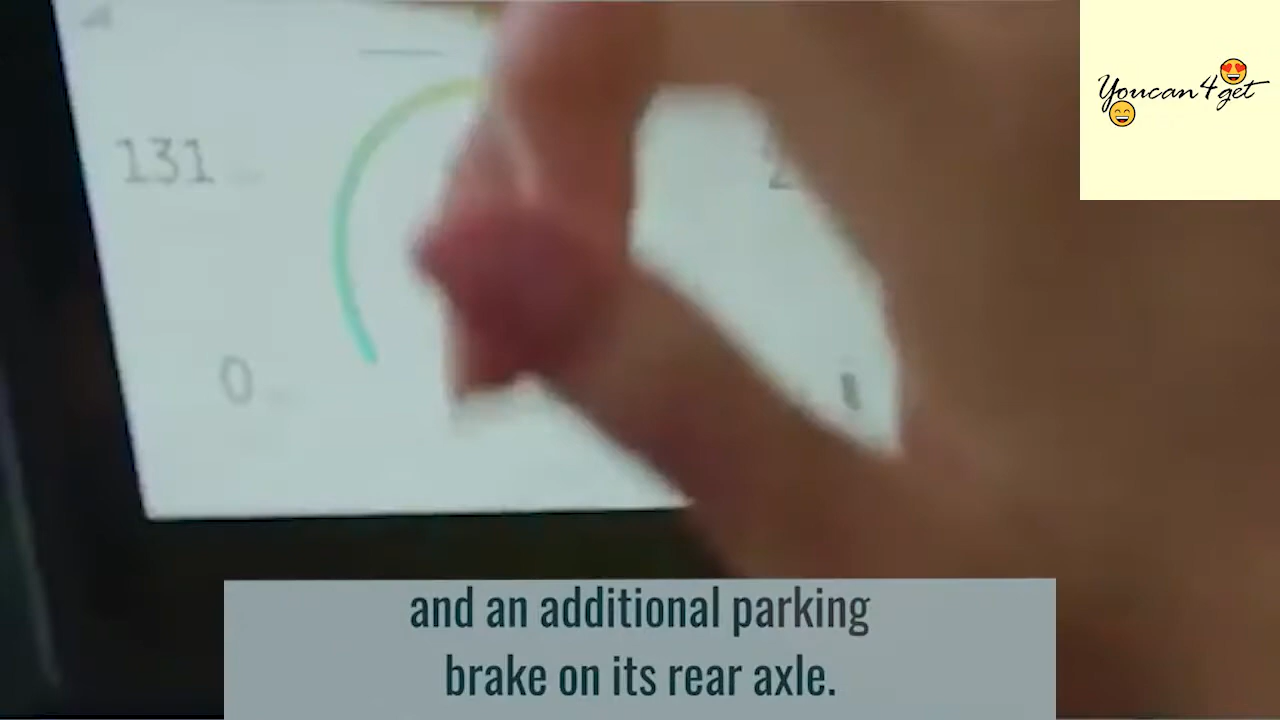 Youcan4get
131
0
and an additional parking
brake on its rear axle.